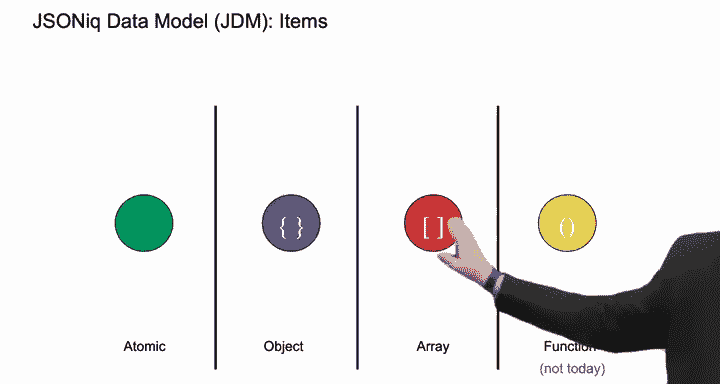 JSONiq Data Model (JDM): Items
{ }
[ ]
()
Atomic
Object
Array
Function
(not today)